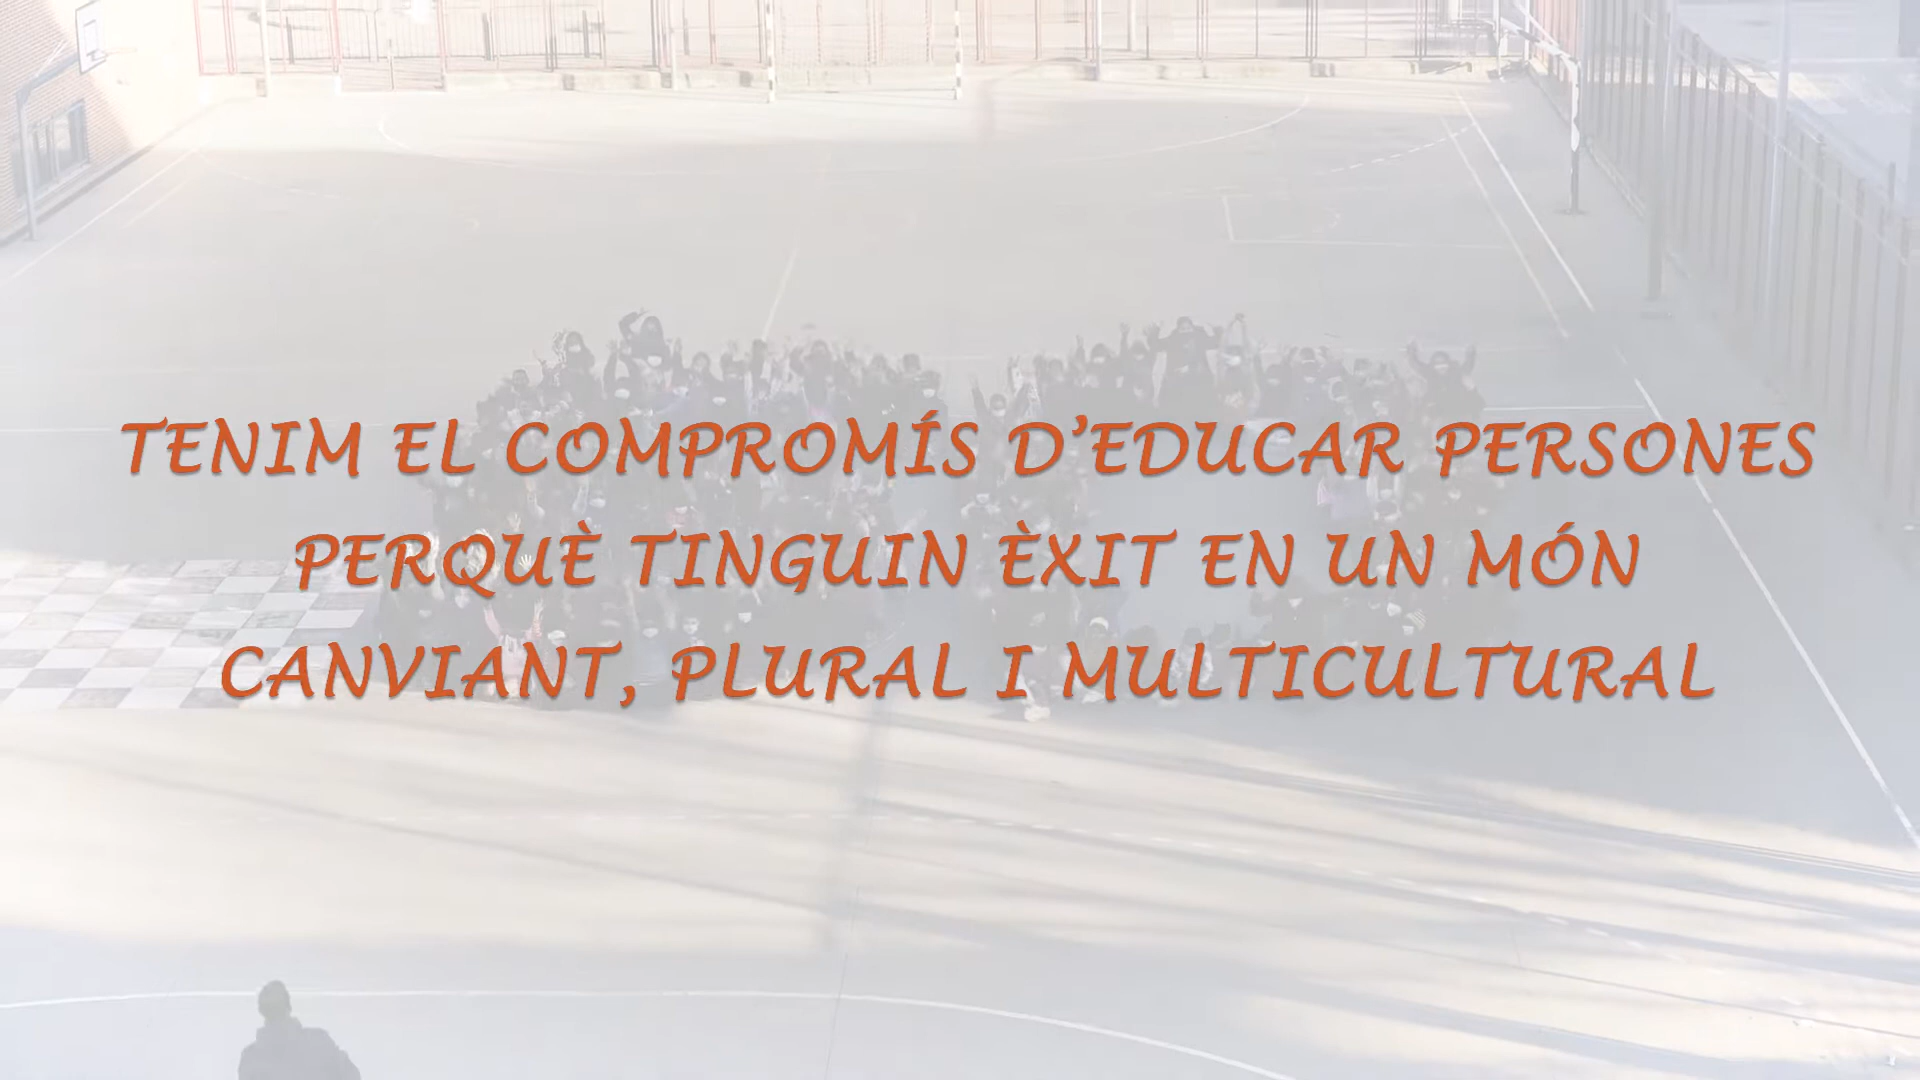 TENIM EL COMPROMÍS D’EDUCAR PERSONES
PERQUÈ TINGUIN ÈXIT EN UN MÓN
CANVIANT, PLURAL I MULTICULTURAL